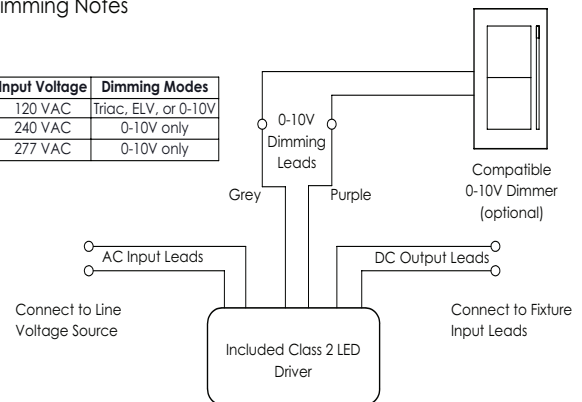 imming Notes
Input Voltage Dimming Modes
120 VAC Triac, ELV, or 0-10V
240 VAC 0-10V only
277 VAC 0-10V only
0-10V
Dimming
Leads
Grey
Purple
Compatible
0-10V Dimmer
(optional)
AC Input Leads
DC Output Leads
Connect to Line
Voltage Source
Connect to Fixture
Input Leads
Included Class 2 LED
Driver